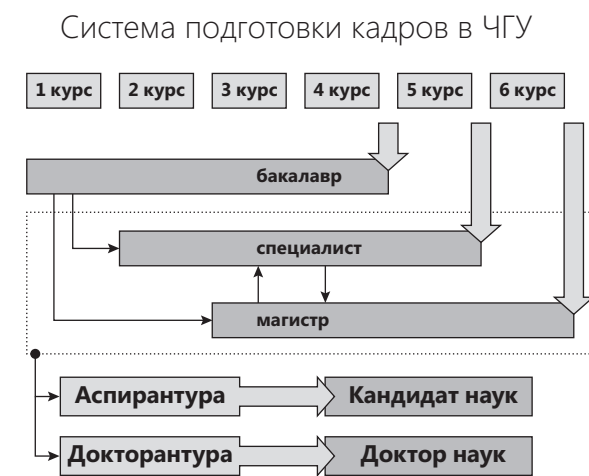 Система подготовки кадров в ЧГУ
1 курс 2 курс 3 курс 4 курс 5 курс 6 курс
бакалавр
специалист
магистр
Аспирантура Кандидат наук
Докторантура Доктор наук